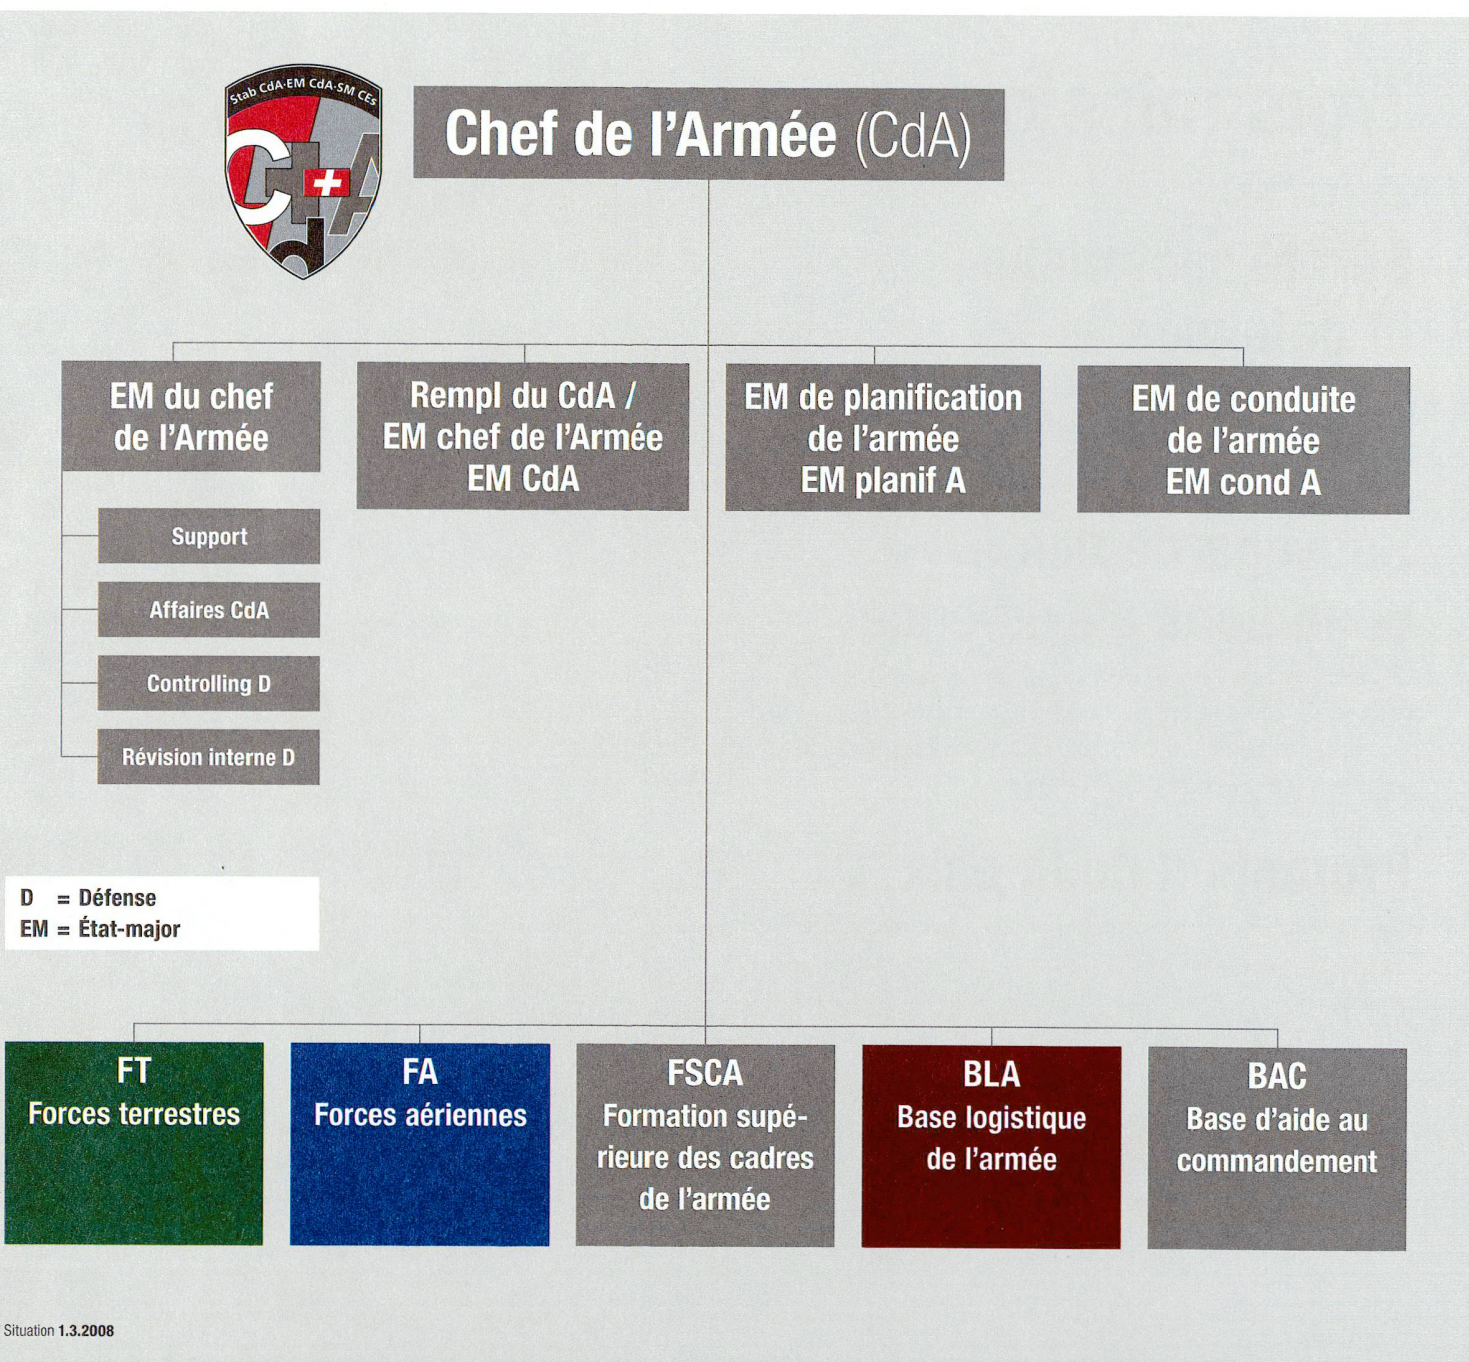 Stab CdA·EM CdA·SM CEs
CdA
Chef de l'Armée (CdA)
EM du chef
de l'Armée
Rempl du CdA /
EM chef de l'Armée
EM CdA
EM de planification
de l'armée
EM planif A
EM de conduite
de l'armée
EM cond A
Support
Affaires CdA
Controlling D
Révision interne D
D = Défense
EM = État-major
FT
Forces terrestres
FA
Forces aériennes
FSCA
Formation supé-
rieure des cadres
de l'armée
BLA
Base logistique
de l'armée
BAC
Base d'aide au
commandement
Situation 1.3.2008